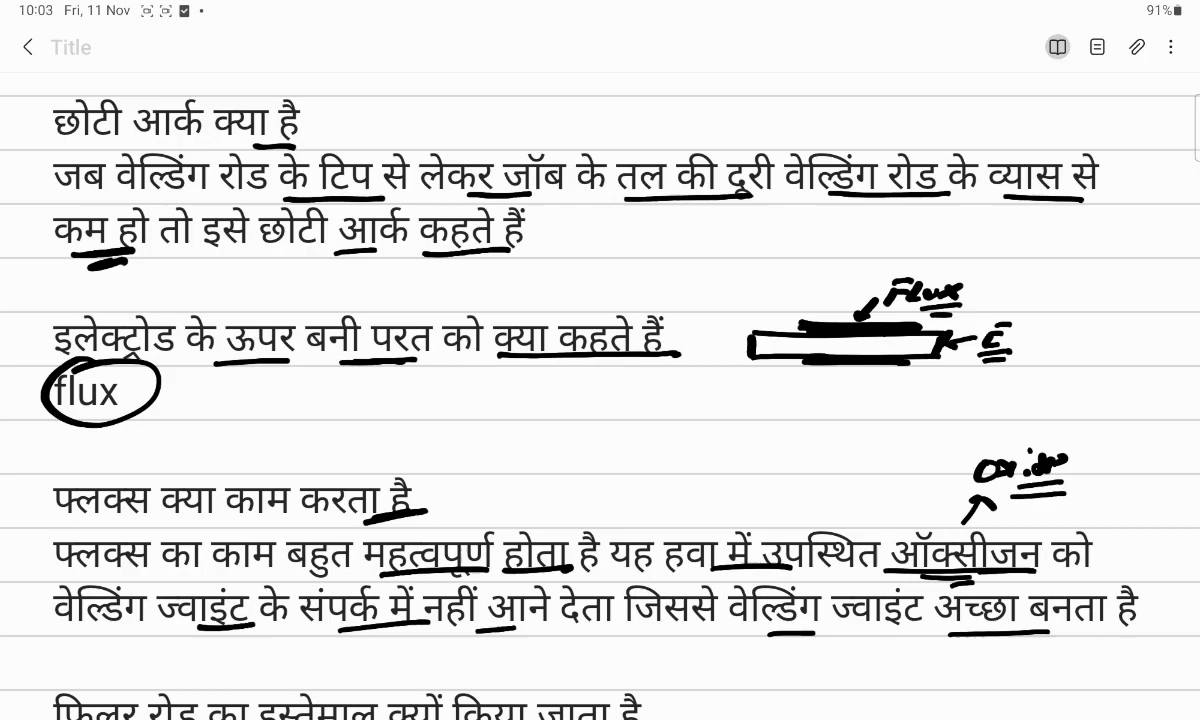 10:03 Fri, 11 Nov
91%
Title
छोटी आर्क क्या है
जब वेल्डिंग रोड के टिप से लेकर जॉब के तल की दूरी वेल्डिंग रोड के व्यास से
कम हो तो इसे छोटी आर्क कहते हैं
Flux
इलेक्ट्रोड के ऊपर बनी परत को क्या कहते हैं
E
flux
फ्लक्स क्या काम करता है
फ्लक्स का काम बहुत महत्वपूर्ण होता है यह हवा में उपस्थित ऑक्सीजन को
वेल्डिंग ज्वाइंट के संपर्क में नहीं आने देता जिससे वेल्डिंग ज्वाइंट अच्छा बनता है
फिलर रोड का इस्तेमाल क्यों किया जाता है